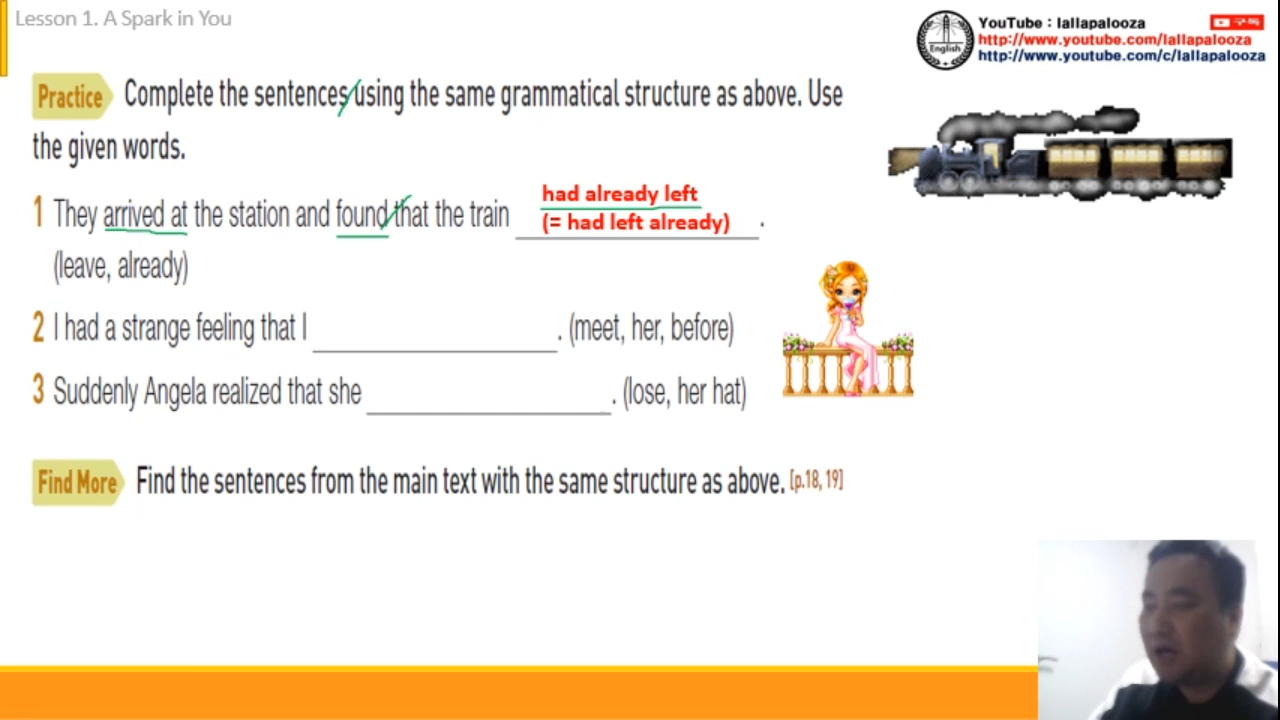 Lesson 1. A Spark in You
YouTube : lallapalooza
구독
http://www.youtube.com/lallapalooza
http://www.youtube.com/c/lallapalooza
English
Practice Complete the sentences using the same grammatical structure as above. Use
the given words.
had already left
1 They arrived at the station and found that the train (= had left already) .
(leave, already)
2 I had a strange feeling that I ____. (meet, her, before)
3 Suddenly Angela realized that she ____. (lose, her hat)
Find More Find the sentences from the main text with the same structure as above. [p.18, 19]